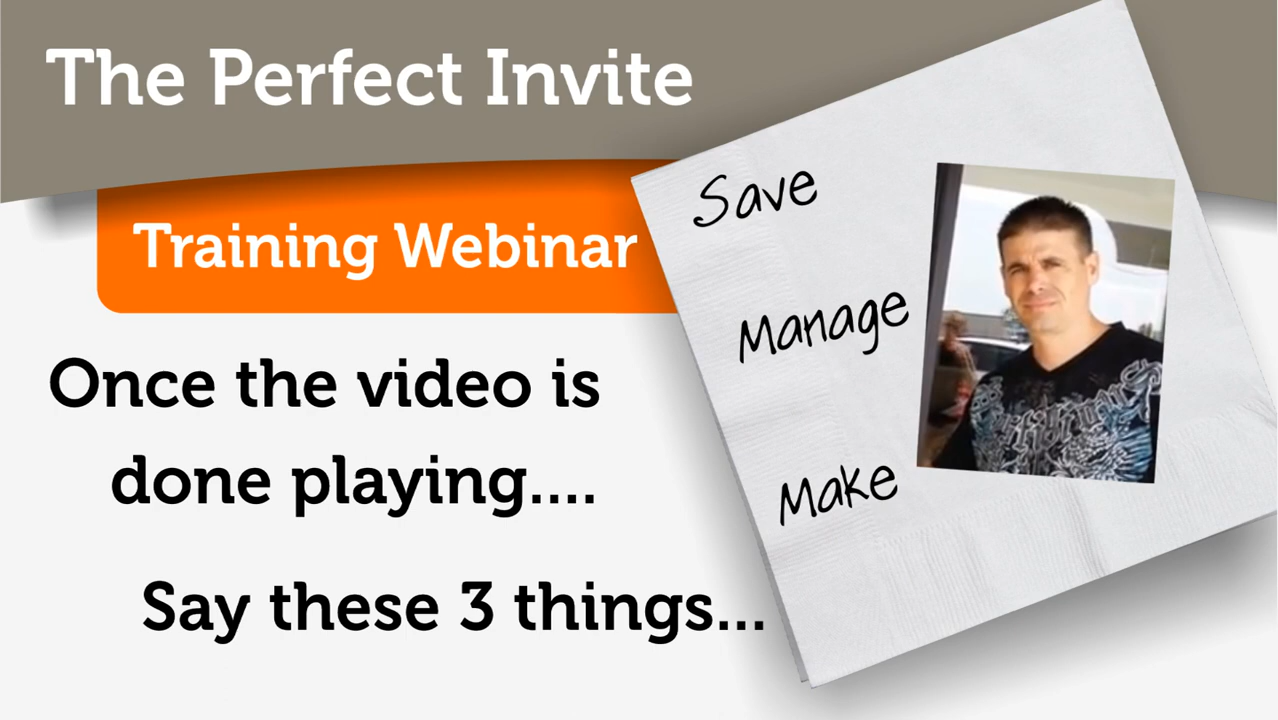 The Perfect Invite
Training Webinar
Once the video is
done playing....
Say these 3 things...
Save
Manage
Make